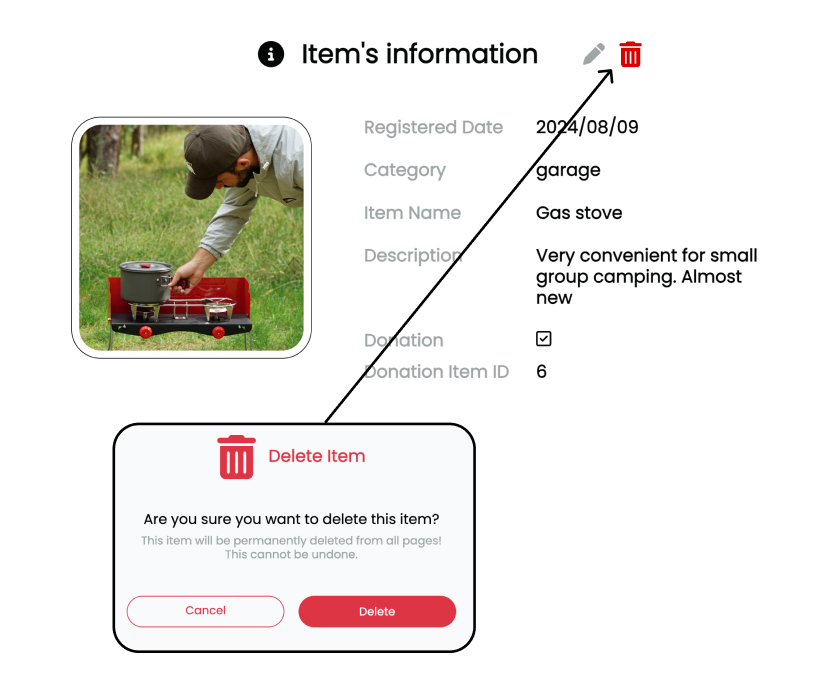 Item's information
Registered Date 2024/08/09
Category garage
Item Name Gas stove
Description Very convenient for small
group camping. Almost
new
Donation
Donation Item ID 6
Delete Item
Are you sure you want to delete this item?
This item will be permanently deleted from all pages!
This cannot be undone.
Cancel Delete